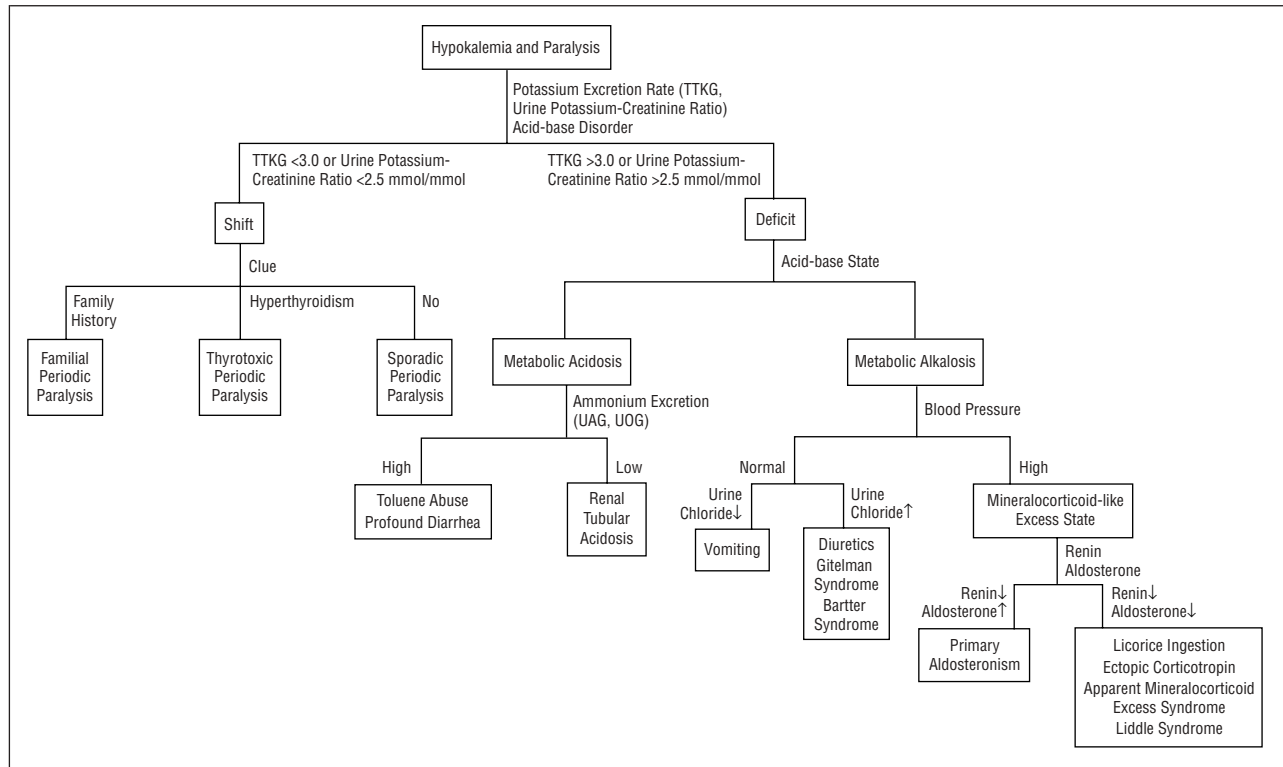 Hypokalemia and Paralysis
Potassium Excretion Rate (TTKG,
Urine Potassium-Creatinine Ratio)
Acid-base Disorder
TTKG <3.0 or Urine Potassium-
Creatinine Ratio <2.5 mmol/mmol
TTKG >3.0 or Urine Potassium-
Creatinine Ratio >2.5 mmol/mmol
Shift
Deficit
Clue
Acid-base State
Family
History
Hyperthyroidism
No
Familial
Periodic
Paralysis
Thyrotoxic
Periodic
Paralysis
Sporadic
Periodic
Paralysis
Metabolic Acidosis
Metabolic Alkalosis
Ammonium Excretion
(UAG, UOG)
Blood Pressure
High
Low
Toluene Abuse
Profound Diarrhea
Renal
Tubular
Acidosis
Normal
High
Urine
Chloride↓
Urine
Chloride↑
Vomiting
Diuretics
Gitelman
Syndrome
Bartter
Syndrome
Mineralocorticoid-like
Excess State
Renin
Aldosterone
Renin↓
Aldosterone↑
Renin↓
Aldosterone↓
Primary
Aldosteronism
Licorice Ingestion
Ectopic Corticotropin
Apparent Mineralocorticoid
Excess Syndrome
Liddle Syndrome